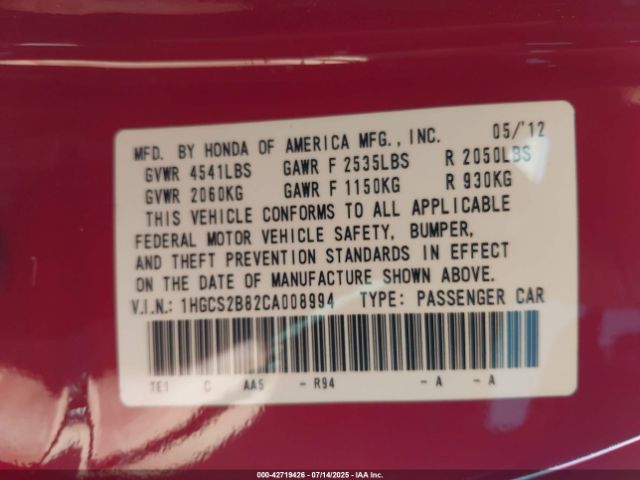 MFD. BY HONDA OF AMERICA MFG., INC. 05/'12
GVWR 4541LBS GAWR F 2535LBS R 2050LBS
GVWR 2060KG GAWR F 1150KG R 930KG
THIS VEHICLE CONFORMS TO ALL APPLICABLE
FEDERAL MOTOR VEHICLE SAFETY, BUMPER,
AND THEFT PREVENTION STANDARDS IN EFFECT
ON THE DATE OF MANUFACTURE SHOWN ABOVE.
V.I.N.: 1HGCS2B82CA008994 TYPE: PASSENGER CAR
C AA5 - R94 - A - A
000-42719426 - 07/14/2025 - IAA Inc.